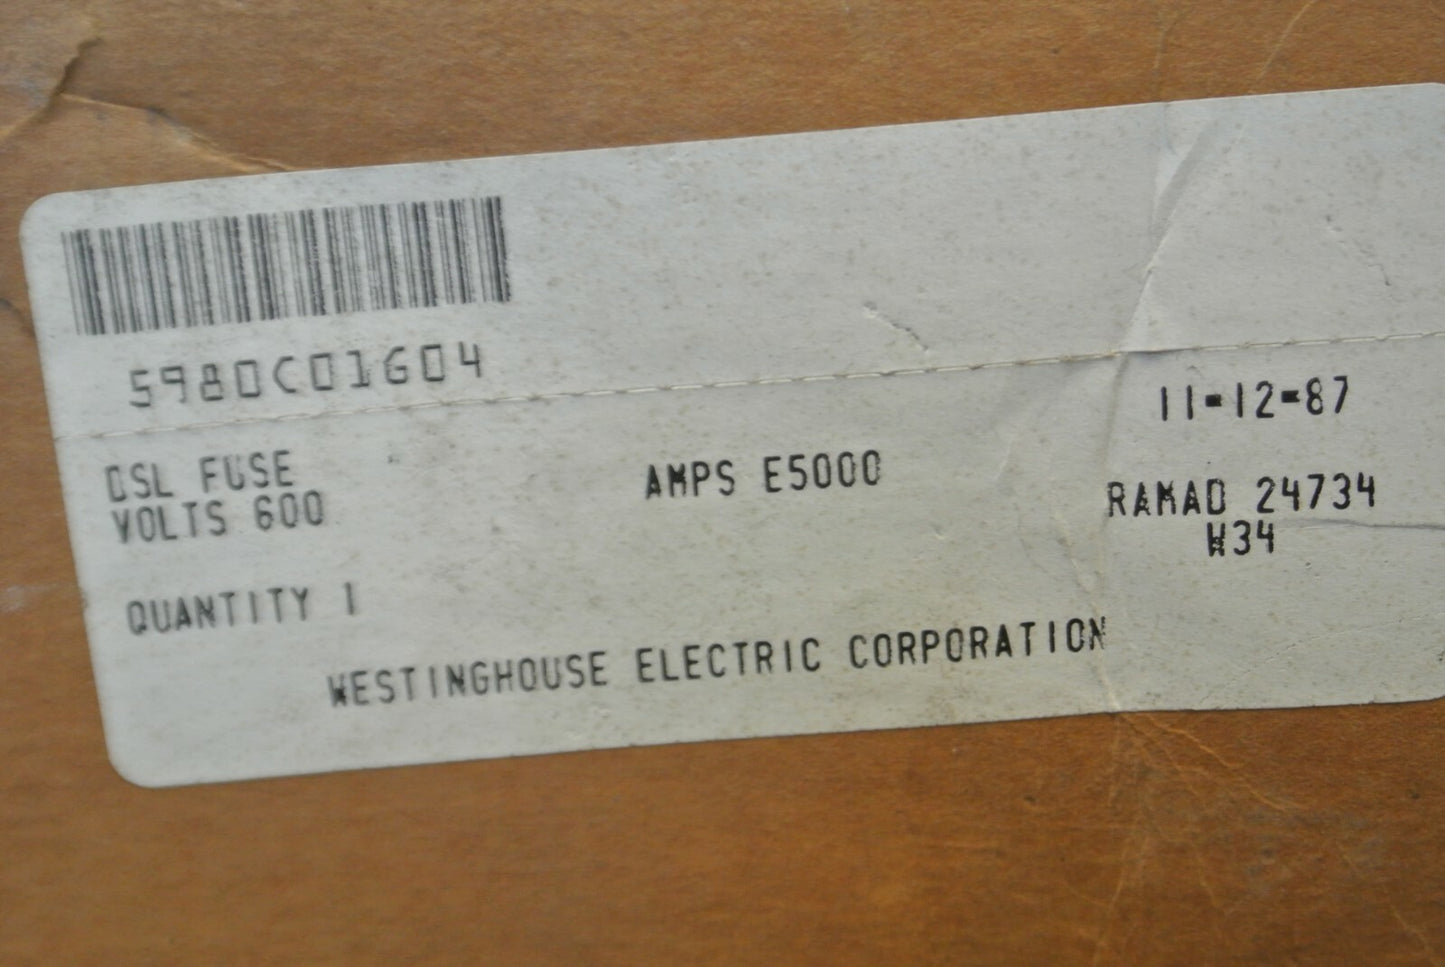 5980C01G04
11-12-87
DSL FUSE AMPS E5000 RAMAD 24734
VOLTS 600 W34
QUANTITY 1
WESTINGHOUSE ELECTRIC CORPORATION